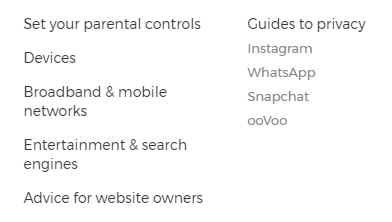 Set your parental controls
Devices
Broadband & mobile
networks
Entertainment & search
engines
Advice for website owners
Guides to privacy
Instagram
WhatsApp
Snapchat
ooVoo